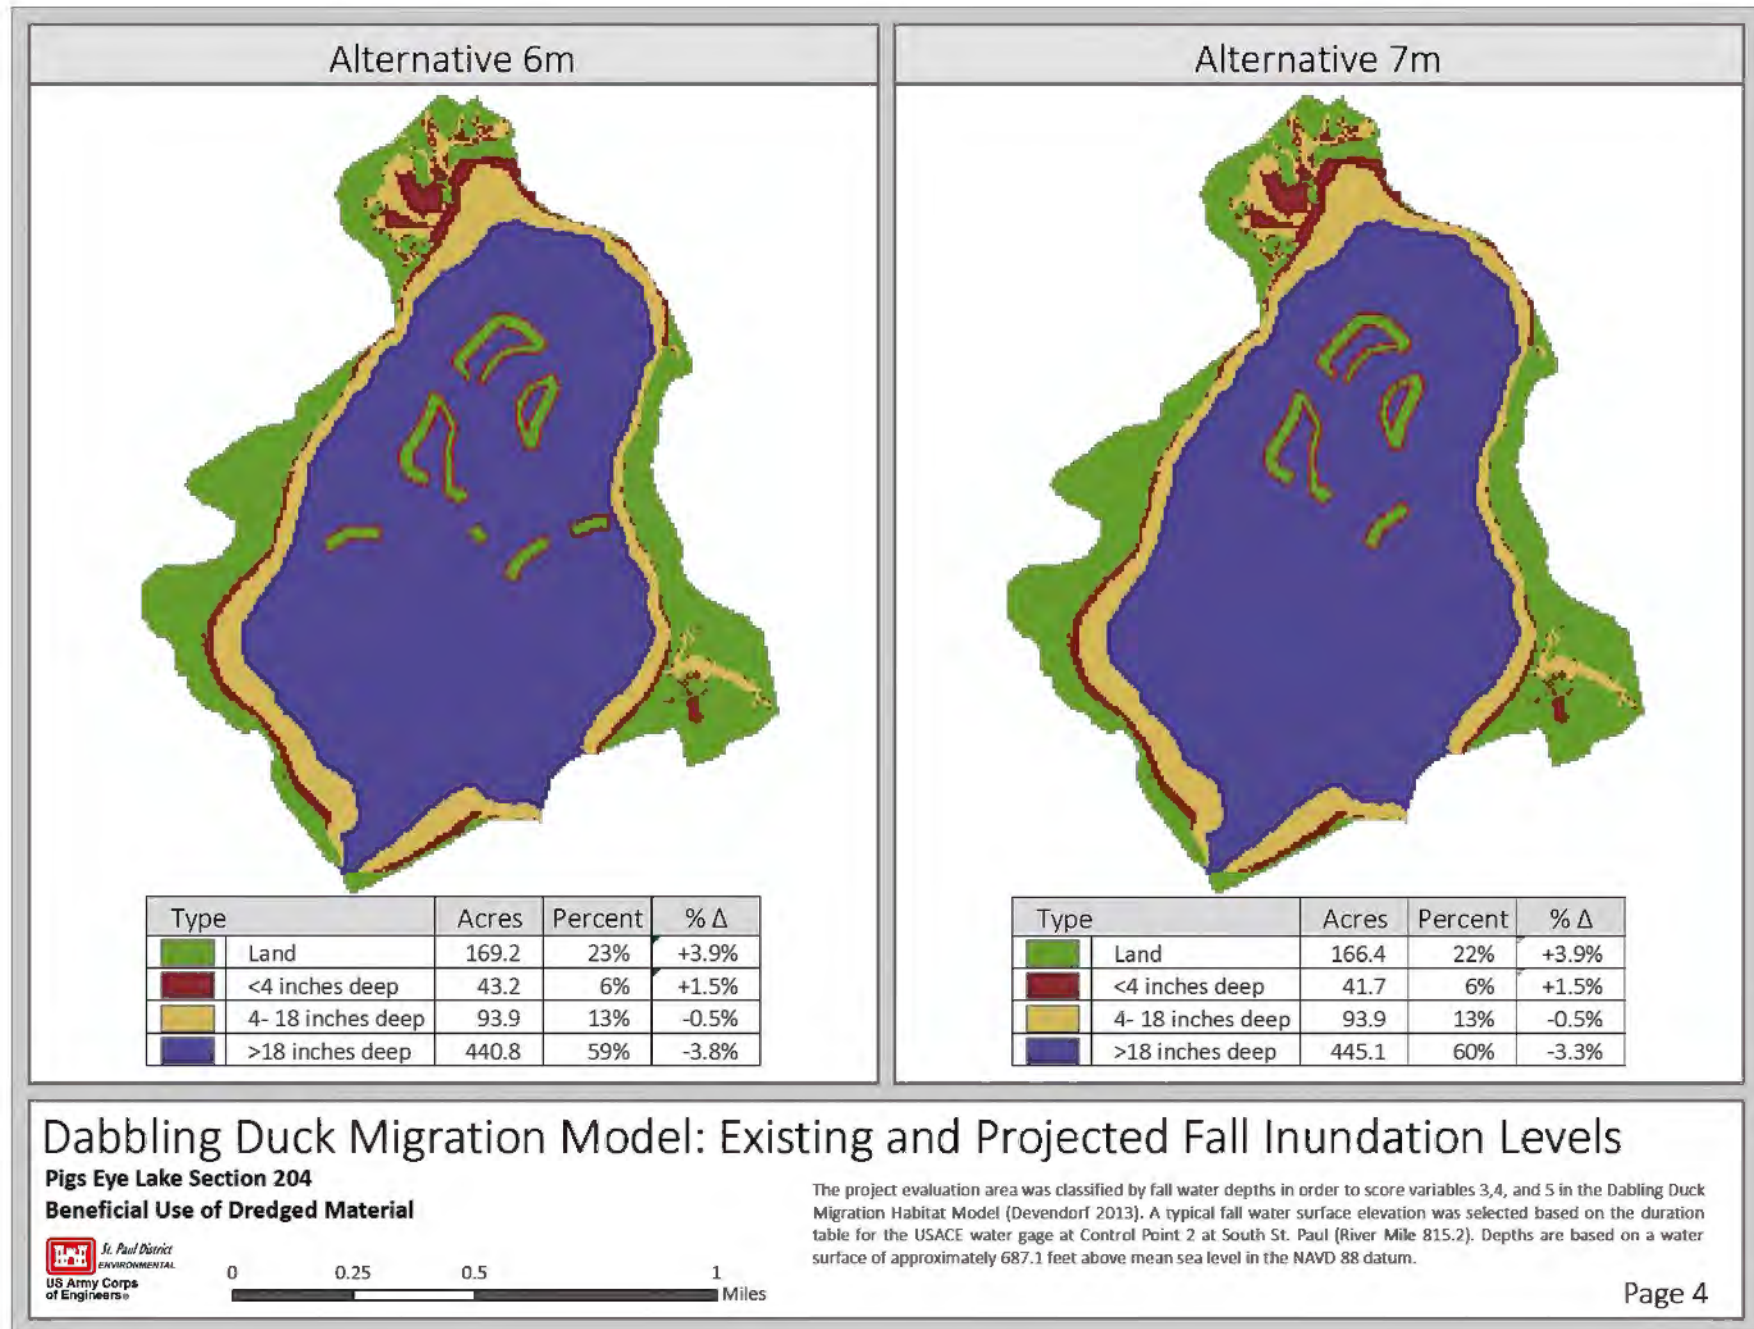 Alternative 6m
Type Acres Percent % Δ
Land 169.2 23% +3.9%
<4 inches deep 43.2 6% +1.5%
4- 18 inches deep 93.9 13% -0.5%
>18 inches deep 440.8 59% -3.8%
Alternative 7m
Type Acres Percent % Δ
Land 166.4 22% +3.9%
<4 inches deep 41.7 6% +1.5%
4- 18 inches deep 93.9 13% -0.5%
>18 inches deep 445.1 60% -3.3%
Dabbling Duck Migration Model: Existing and Projected Fall Inundation Levels
Pigs Eye Lake Section 204
Beneficial Use of Dredged Material
St. Paul District
ENVIRONMENTAL
US Army Corps
of Engineers®
0 0.25 0.5 1
Miles
The project evaluation area was classified by fall water depths in order to score variables 3,4, and 5 in the Dabling Duck
Migration Habitat Model (Devendorf 2013). A typical fall water surface elevation was selected based on the duration
table for the USACE water gage at Control Point 2 at South St. Paul (River Mile 815.2). Depths are based on a water
surface of approximately 687.1 feet above mean sea level in the NAVD 88 datum.
Page 4